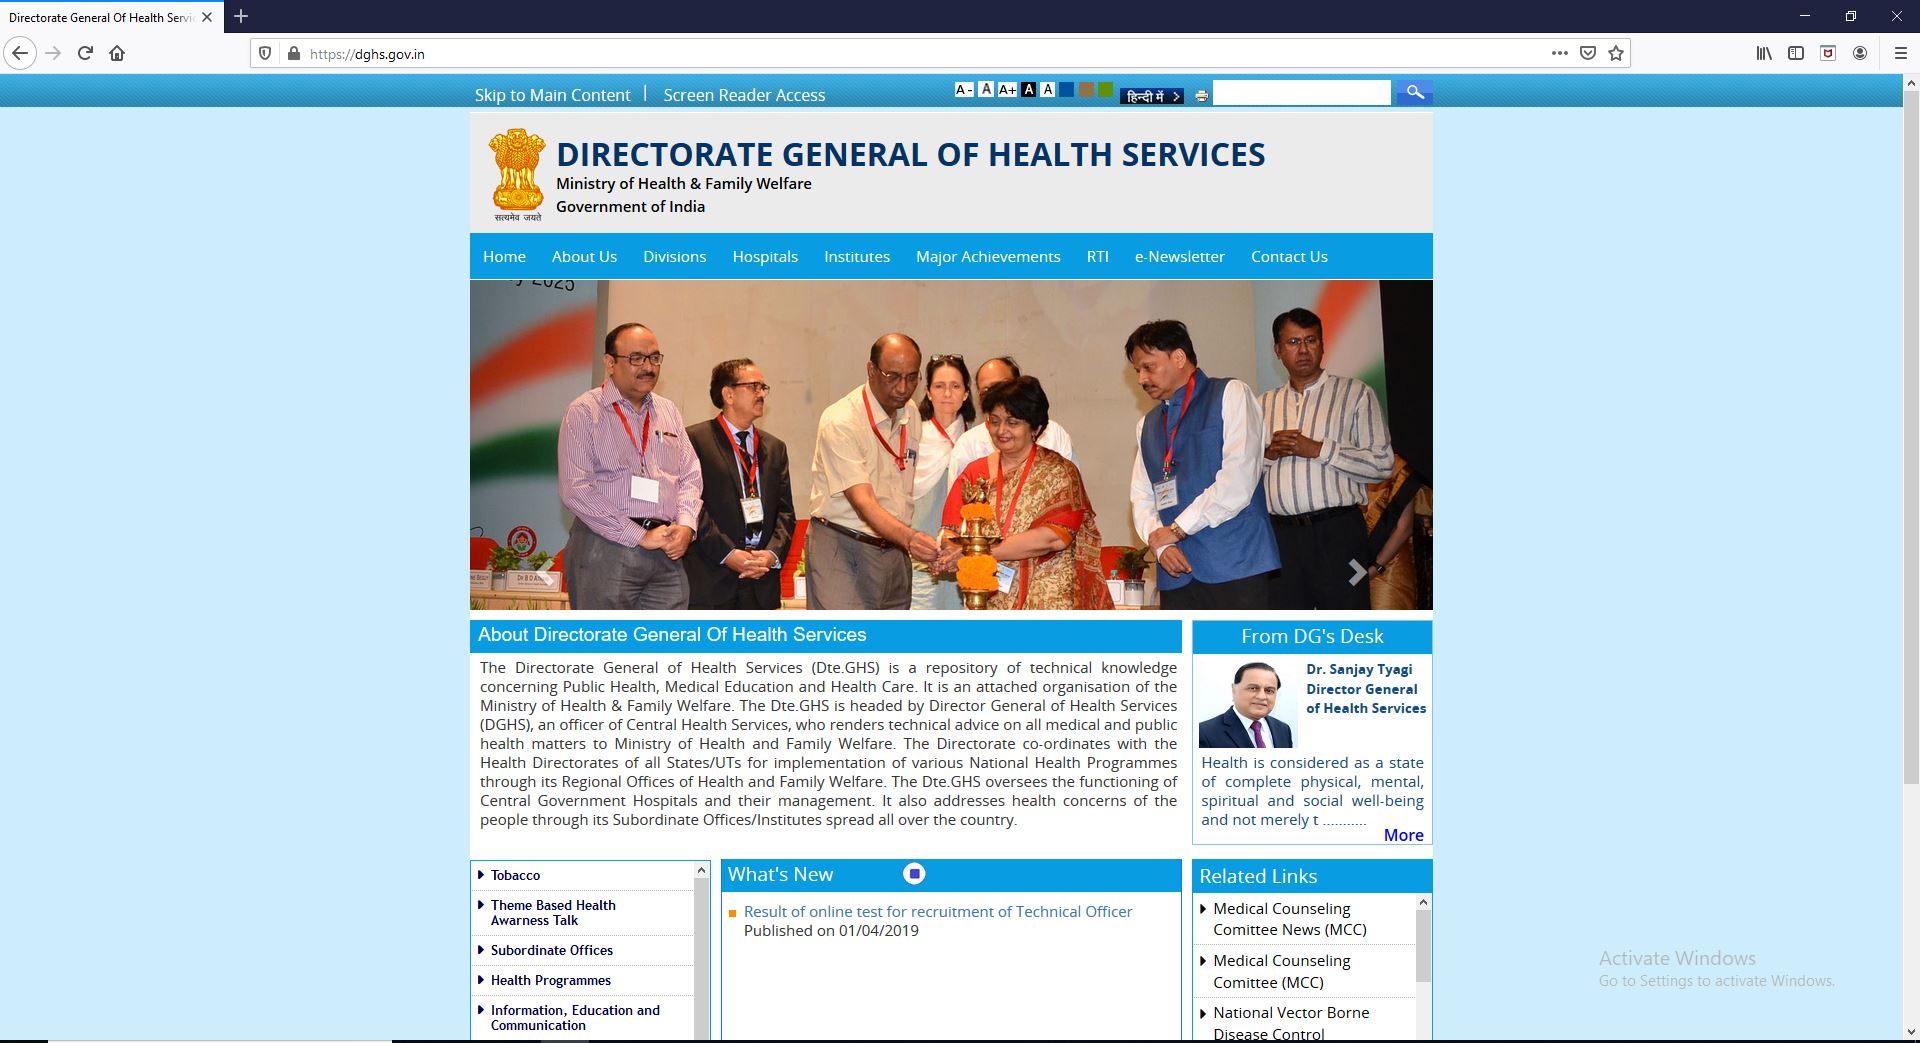 Directorate General Of Health Servic
https://dghs.gov.in
Skip to Main Content | Screen Reader Access
A- A A+ A A
हिन्दी में >
DIRECTORATE GENERAL OF HEALTH SERVICES
Ministry of Health & Family Welfare
Government of India
सत्यमेव जयते
Home About Us Divisions Hospitals Institutes Major Achievements RTI e-Newsletter Contact Us
2025
About Directorate General Of Health Services
The Directorate General of Health Services (Dte.GHS) is a repository of technical knowledge
concerning Public Health, Medical Education and Health Care. It is an attached organisation of the
Ministry of Health & Family Welfare. The Dte.GHS is headed by Director General of Health Services
(DGHS), an officer of Central Health Services, who renders technical advice on all medical and public
health matters to Ministry of Health and Family Welfare. The Directorate co-ordinates with the
Health Directorates of all States/UTs for implementation of various National Health Programmes
through its Regional Offices of Health and Family Welfare. The Dte.GHS oversees the functioning of
Central Government Hospitals and their management. It also addresses health concerns of the
people through its Subordinate Offices/Institutes spread all over the country.
From DG's Desk
Dr. Sanjay Tyagi
Director General
of Health Services
Health is considered as a state
of complete physical, mental,
spiritual and social well-being
and not merely t ...........
More
Tobacco
Theme Based Health
Awarness Talk
Subordinate Offices
Health Programmes
Information, Education and
Communication
What's New
Result of online test for recruitment of Technical Officer
Published on 01/04/2019
Related Links
Medical Counseling
Comittee News (MCC)
Medical Counseling
Comittee (MCC)
National Vector Borne
Disease Control
Activate Windows
Go to Settings to activate Windows.